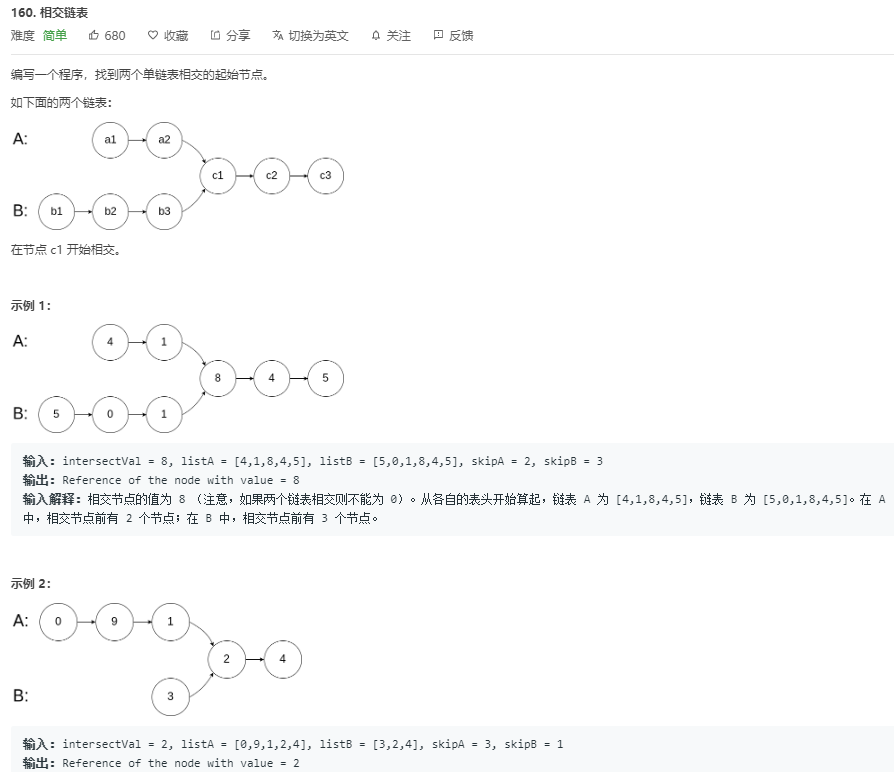 160. 相交链表
难度 简单 680 收藏 分享 切换为英文 关注 反馈
编写一个程序，找到两个单链表相交的起始节点。
如下面的两个链表：
A: a1 a2
c1 c2 c3
B: b1 b2 b3
在节点 c1 开始相交。
示例 1：
A: 4 1
8 4 5
B: 5 0 1
输入：intersectVal = 8, listA = [4,1,8,4,5], listB = [5,0,1,8,4,5], skipA = 2, skipB = 3
输出：Reference of the node with value = 8
输入解释：相交节点的值为 8 （注意，如果两个链表相交则不能为 0）。从各自的表头开始算起，链表 A 为 [4,1,8,4,5]，链表 B 为 [5,0,1,8,4,5]。在 A
中，相交节点前有 2 个节点；在 B 中，相交节点前有 3 个节点。
示例 2：
A: 0 9 1
2 4
B: 3
输入：intersectVal = 2, listA = [0,9,1,2,4], listB = [3,2,4], skipA = 3, skipB = 1
输出：Reference of the node with value = 2